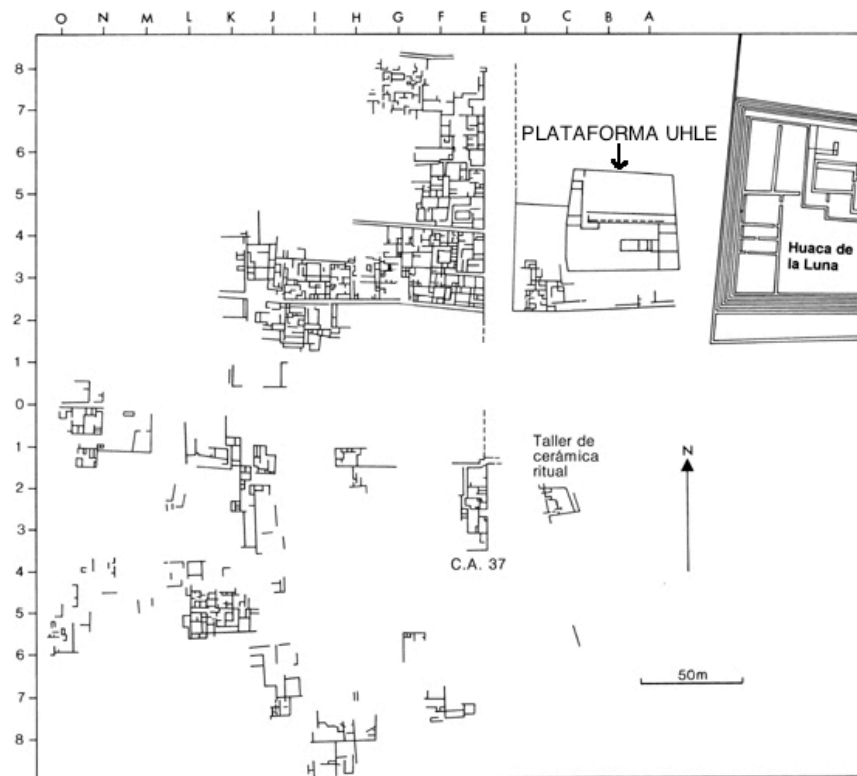 O N M L K J I H G F E D C B A
8
7
6
5
4
3
2
1
0
1
2
3
4
5
6
7
8
PLATAFORMA UHLE
Huaca de
la Luna
Taller de
cerámica
ritual
N
C.A. 37
50m